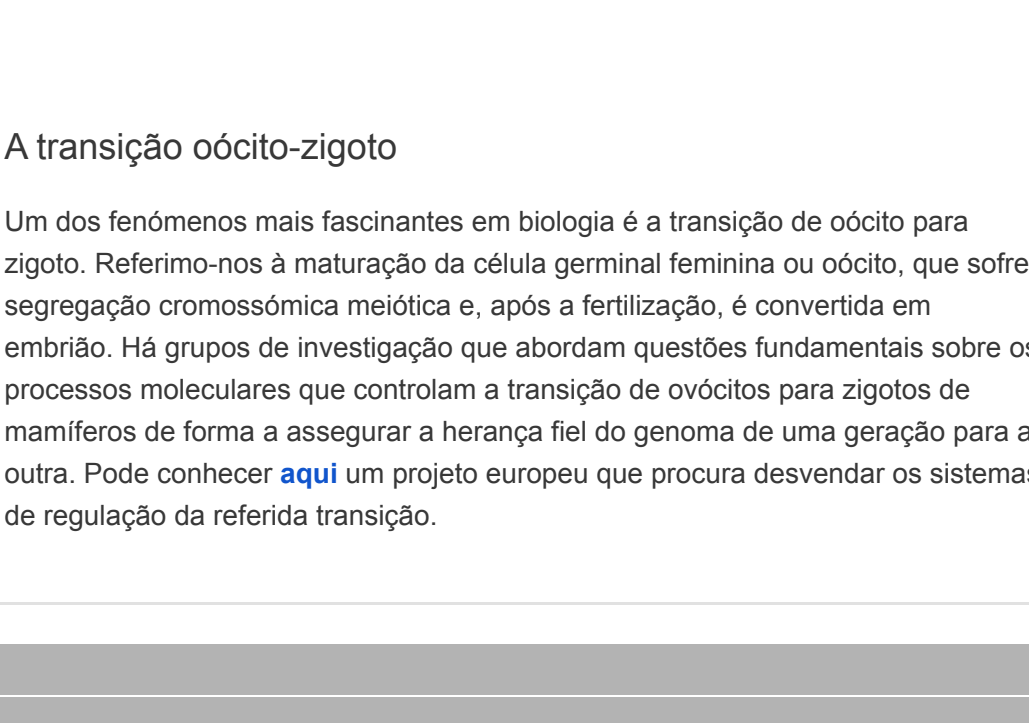 A transição oócito-zigoto
Um dos fenómenos mais fascinantes em biologia é a transição de oócito para
zigoto. Referimo-nos à maturação da célula germinal feminina ou oócito, que sofre
segregação cromossómica meiótica e, após a fertilização, é convertida em
embrião. Há grupos de investigação que abordam questões fundamentais sobre os
processos moleculares que controlam a transição de ovócitos para zigotos de
mamíferos de forma a assegurar a herança fiel do genoma de uma geração para a
outra. Pode conhecer aqui um projeto europeu que procura desvendar os sistemas
de regulação da referida transição.